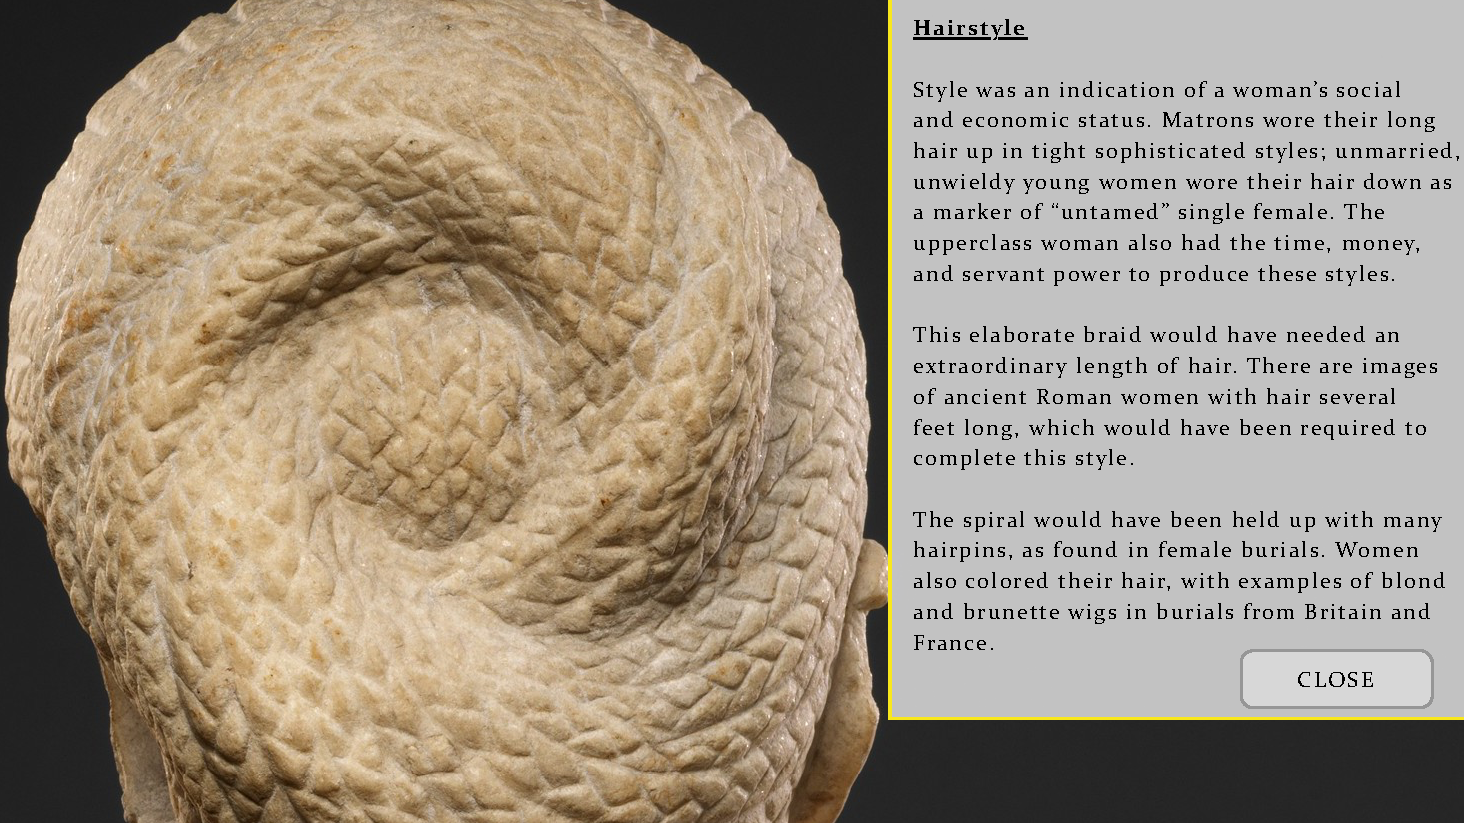 Hairstyle
Style was an indication of a woman’s social
and economic status. Matrons wore their long
hair up in tight sophisticated styles; unmarried,
unwieldy young women wore their hair down as
a marker of “untamed” single female. The
upperclass woman also had the time, money,
and servant power to produce these styles.
This elaborate braid would have needed an
extraordinary length of hair. There are images
of ancient Roman women with hair several
feet long, which would have been required to
complete this style.
The spiral would have been held up with many
hairpins, as found in female burials. Women
also colored their hair, with examples of blond
and brunette wigs in burials from Britain and
France.
CLOSE